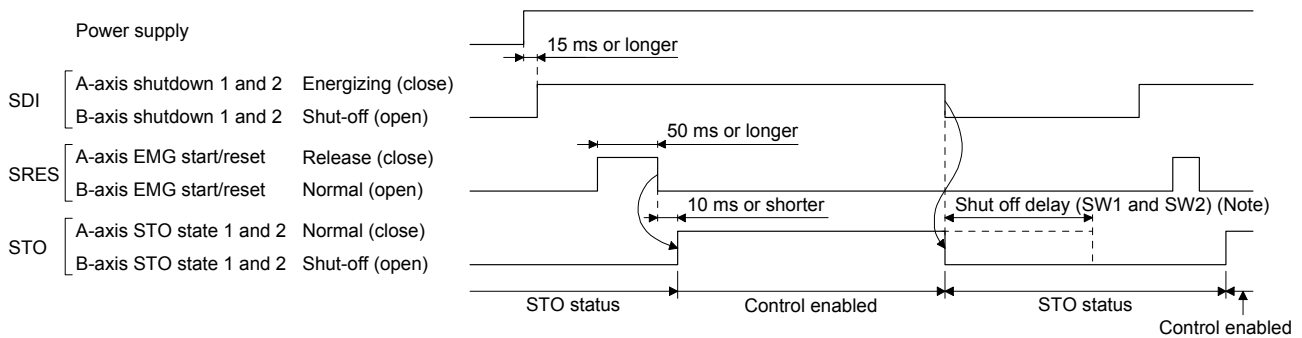 Power supply
15 ms or longer
SDI
A-axis shutdown 1 and 2 Energizing (close)
B-axis shutdown 1 and 2 Shut-off (open)
50 ms or longer
SRES
A-axis EMG start/reset Release (close)
B-axis EMG start/reset Normal (open)
10 ms or shorter
Shut off delay (SW1 and SW2) (Note)
STO
A-axis STO state 1 and 2 Normal (close)
B-axis STO state 1 and 2 Shut-off (open)
STO status
Control enabled
STO status
Control enabled